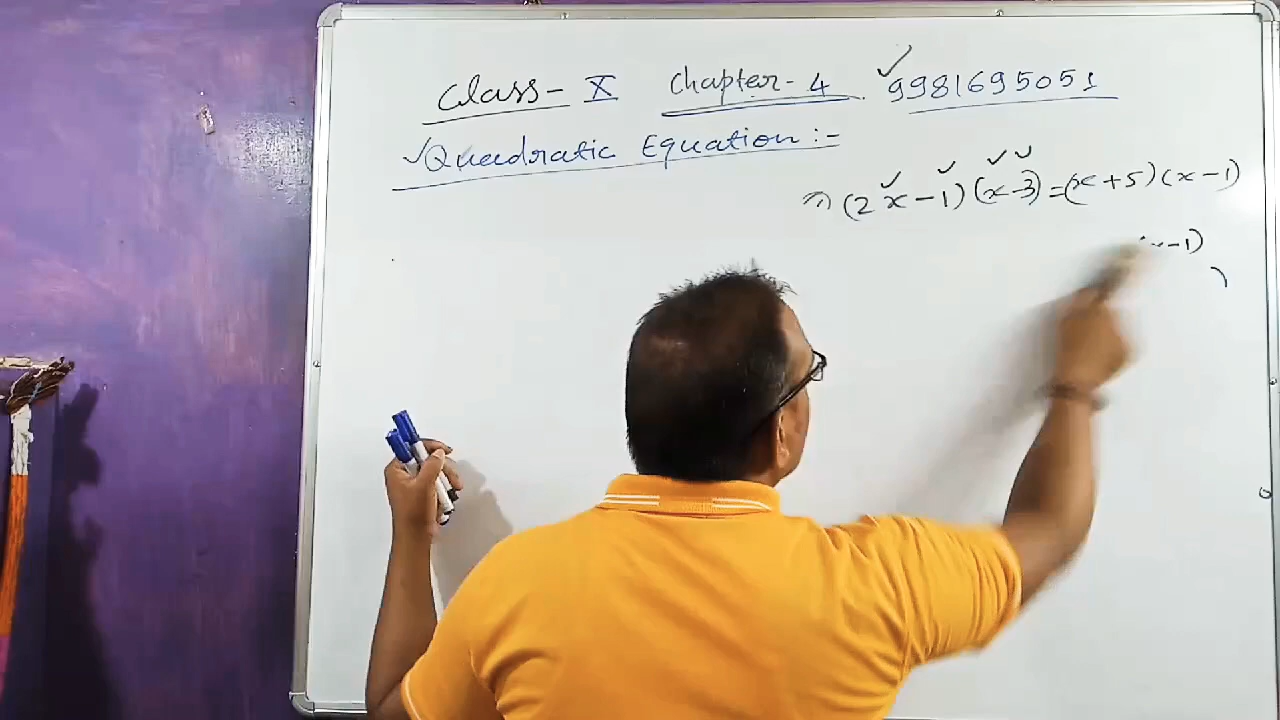 Class- X Chapter- 4 9981695051
Quadratic Equation :-
⇒ (2x-1)(x-3)=(x+5)(x-1)
(x-1)
)